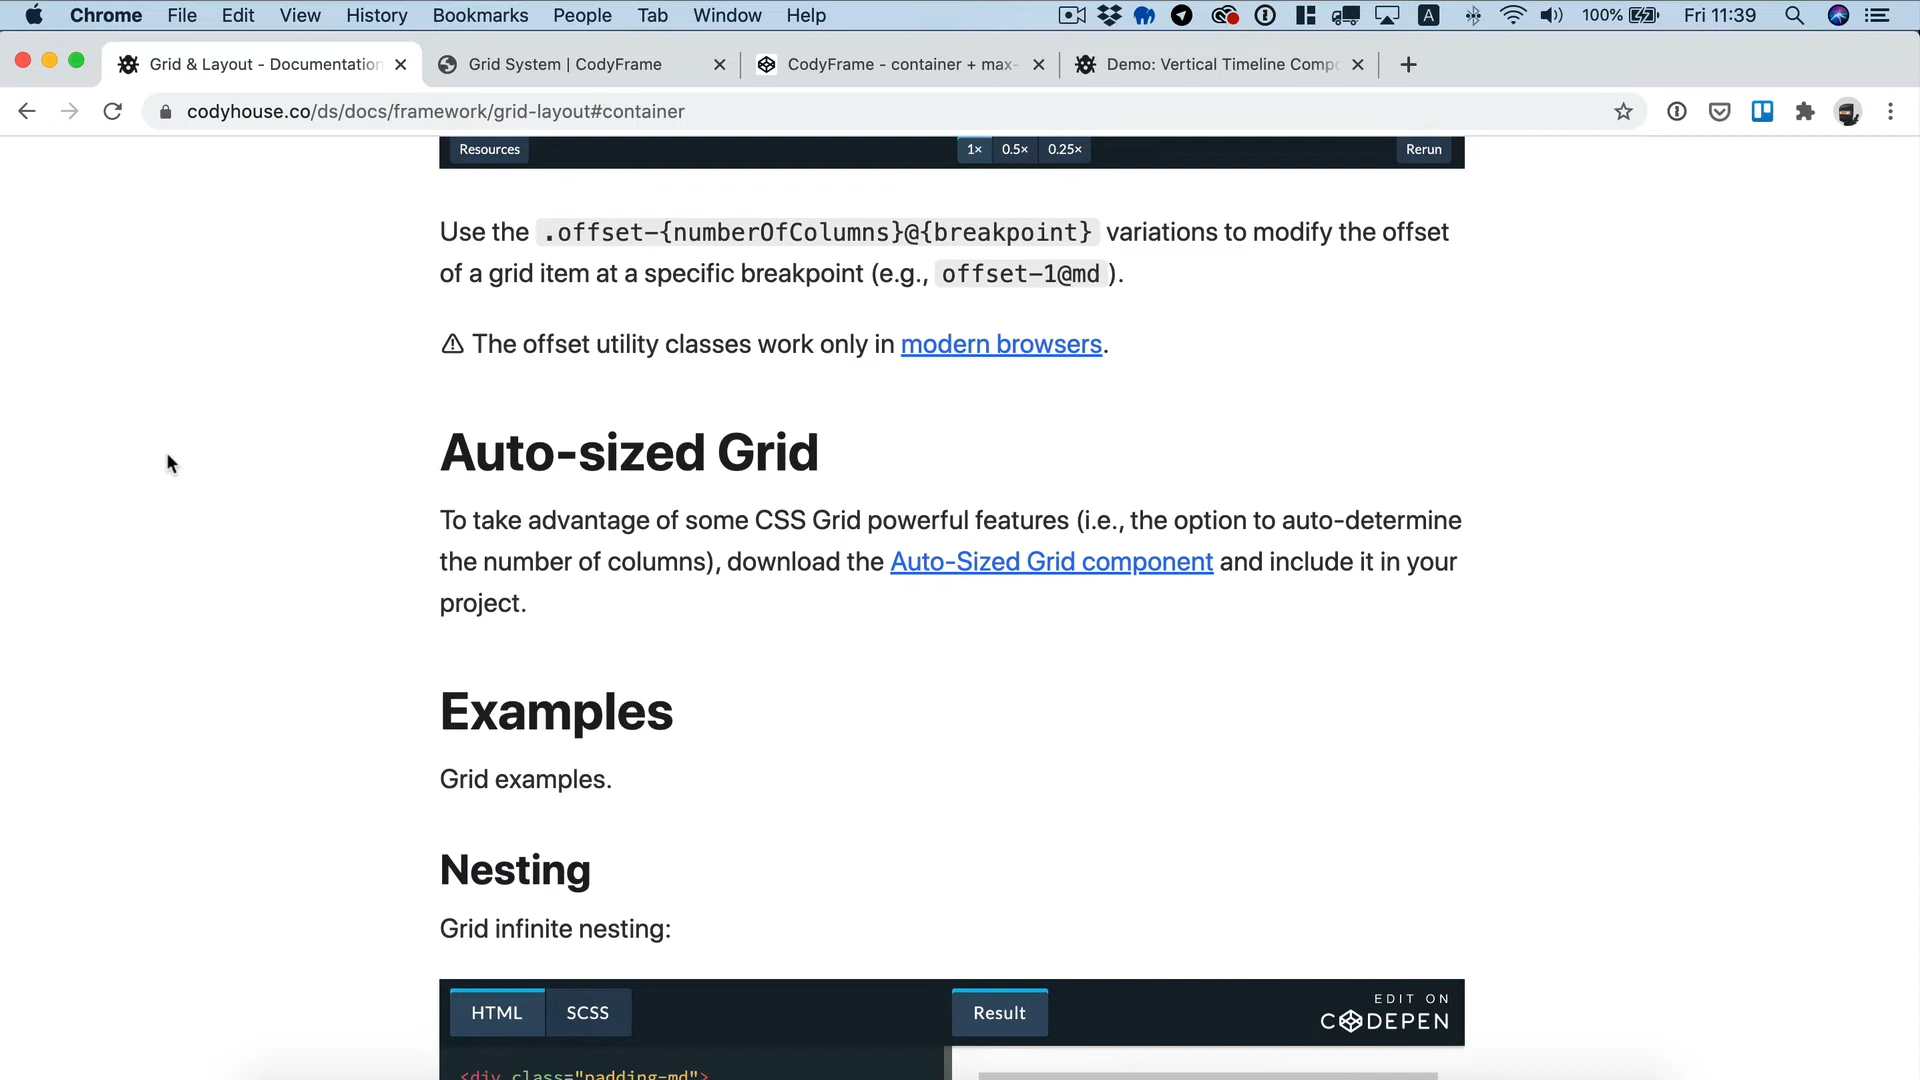 Chrome File Edit View History Bookmarks People Tab Window Help A 100% Fri 11:39
Grid & Layout - Documentation Grid System | CodyFrame CodyFrame - container + max- Demo: Vertical Timeline Compo
codyhouse.co/ds/docs/framework/grid-layout#container
Resources 1× 0.5× 0.25× Rerun
Use the .offset-{numberOfColumns}@{breakpoint} variations to modify the offset
of a grid item at a specific breakpoint (e.g., offset-1@md ).
⚠ The offset utility classes work only in modern browsers.
Auto-sized Grid
To take advantage of some CSS Grid powerful features (i.e., the option to auto-determine
the number of columns), download the Auto-Sized Grid component and include it in your
project.
Examples
Grid examples.
Nesting
Grid infinite nesting:
HTML SCSS Result EDIT ON
CODEPEN
<div class="padding-md">